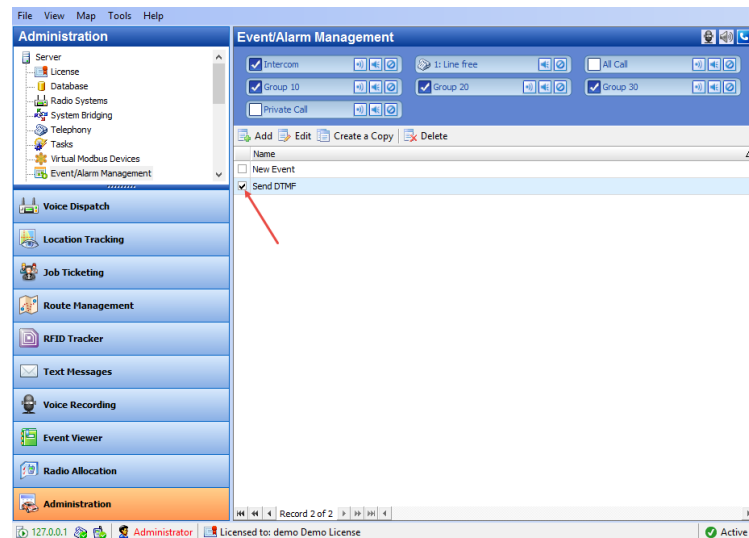 File View Map Tools Help
Administration
Server
License
Database
Radio Systems
System Bridging
Telephony
Tasks
Virtual Modbus Devices
Event/Alarm Management
Voice Dispatch
Location Tracking
Job Ticketing
Route Management
RFID Tracker
Text Messages
Voice Recording
Event Viewer
Radio Allocation
Administration
Event/Alarm Management
Intercom
1: Line free
All Call
Group 10
Group 20
Group 30
Private Call
Add Edit Create a Copy Delete
Name
New Event
Send DTMF
Record 2 of 2
127.0.0.1 Administrator Licensed to: demo Demo License Active